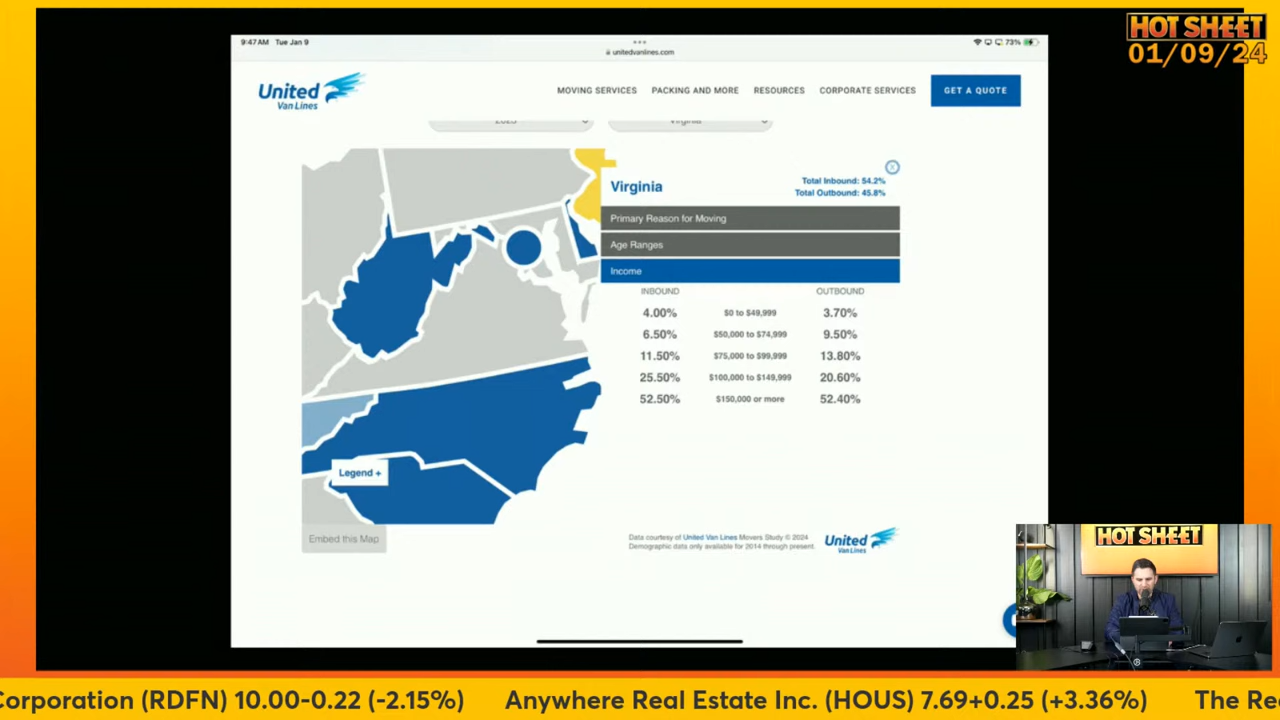 HOT SHEET
01/09/24
9:47 AM Tue Jan 9
unitedvanlines.com
73%
United
Van Lines
MOVING SERVICES PACKING AND MORE RESOURCES CORPORATE SERVICES GET A QUOTE
Virginia
Virginia
Total Inbound: 54.2%
Total Outbound: 45.8%
Primary Reason for Moving
Age Ranges
Income
INBOUND OUTBOUND
4.00% $0 to $49,999 3.70%
6.50% $50,000 to $74,999 9.50%
11.50% $75,000 to $99,999 13.80%
25.50% $100,000 to $149,999 20.60%
52.50% $150,000 or more 52.40%
Legend +
Embed this Map
Data courtesy of United Van Lines Movers Study © 2024
Demographic data only available for 2014 through present.
United
Van Lines
HOT SHEET
Corporation (RDFN) 10.00-0.22 (-2.15%) Anywhere Real Estate Inc. (HOUS) 7.69+0.25 (+3.36%) The Re